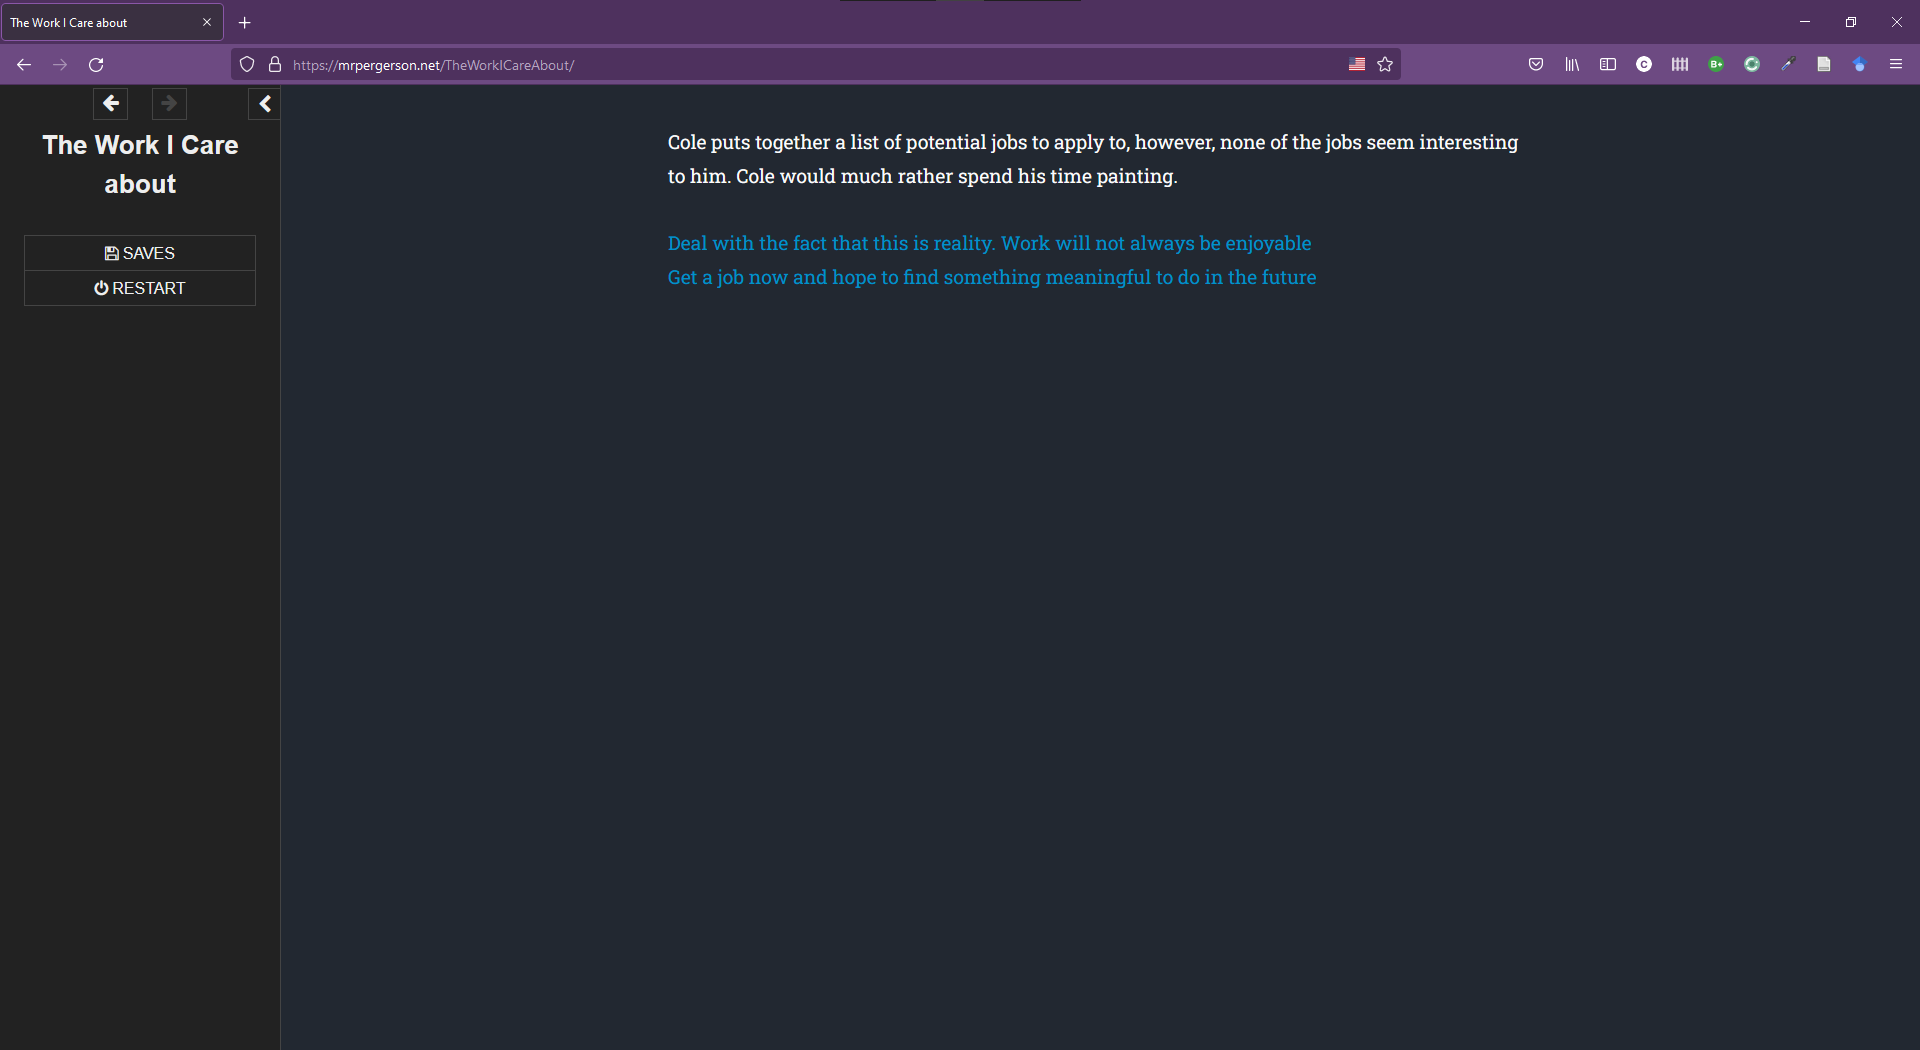 The Work I Care about
https://mrpergerson.net/TheWorkICareAbout/
C
B+
The Work I Care
about
SAVES
RESTART
Cole puts together a list of potential jobs to apply to, however, none of the jobs seem interesting
to him. Cole would much rather spend his time painting.
Deal with the fact that this is reality. Work will not always be enjoyable
Get a job now and hope to find something meaningful to do in the future